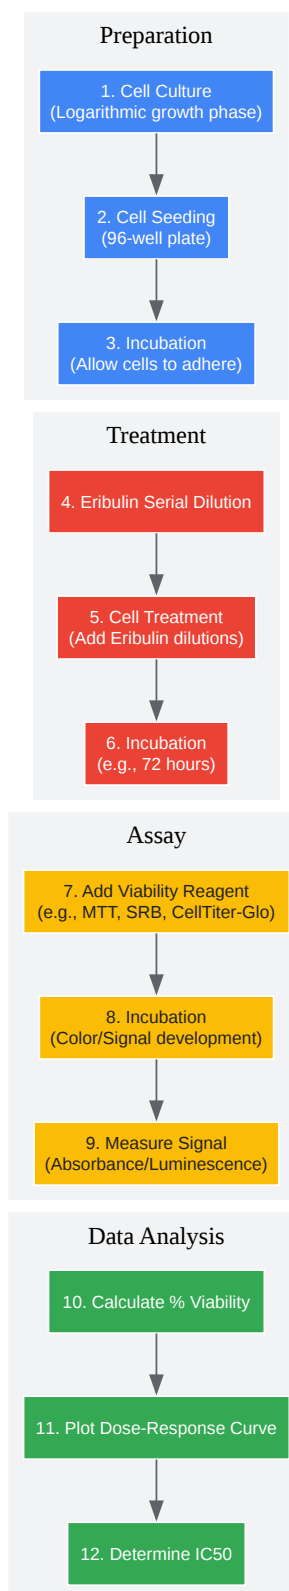 Preparation
1. Cell Culture
(Logarithmic growth phase)
2. Cell Seeding
(96-well plate)
3. Incubation
(Allow cells to adhere)
Treatment
4. Eribulin Serial Dilution
5. Cell Treatment
(Add Eribulin dilutions)
6. Incubation
(e.g., 72 hours)
Assay
7. Add Viability Reagent
(e.g., MTT, SRB, CellTiter-Glo)
8. Incubation
(Color/Signal development)
9. Measure Signal
(Absorbance/Luminescence)
Data Analysis
10. Calculate % Viability
11. Plot Dose-Response Curve
12. Determine IC50